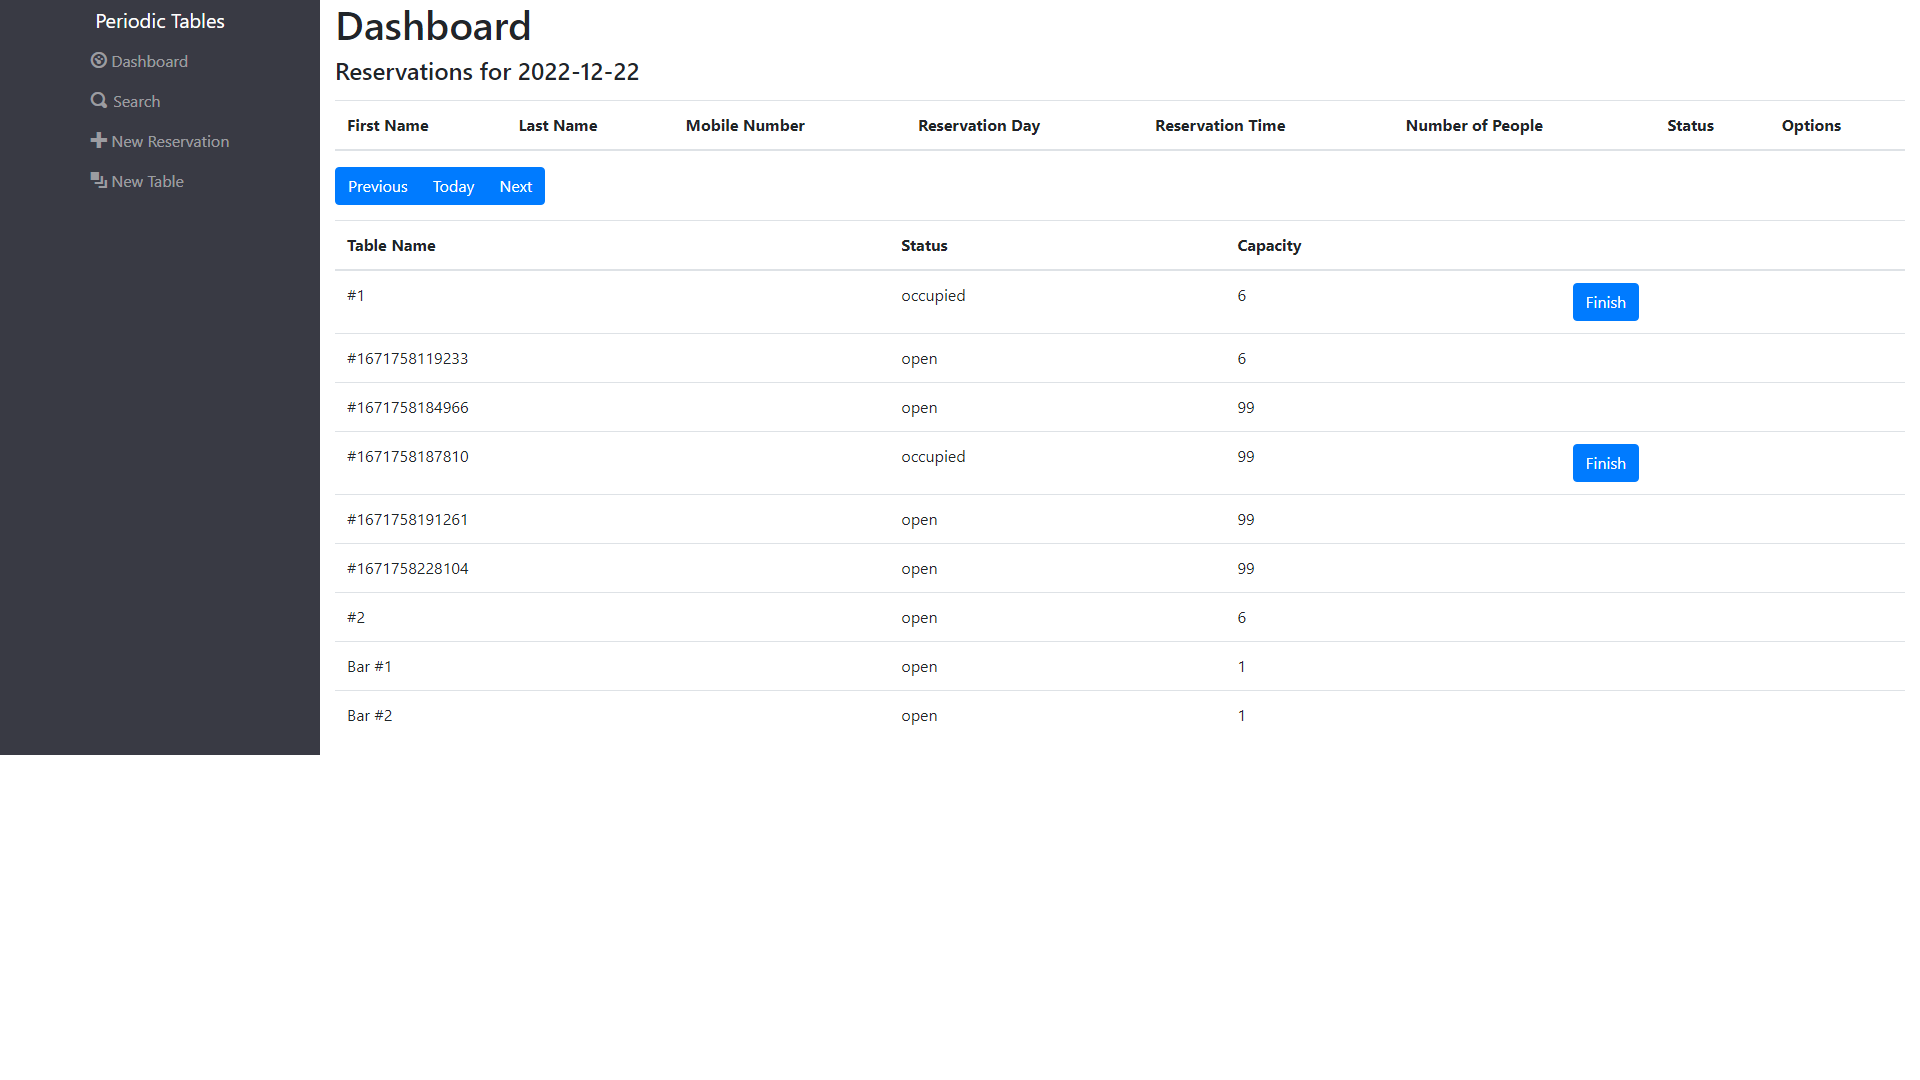 Periodic Tables
Dashboard
Search
New Reservation
New Table
Dashboard
Reservations for 2022-12-22
First Name Last Name Mobile Number Reservation Day Reservation Time Number of People Status Options
Previous Today Next
Table Name Status Capacity
#1 occupied 6 Finish
#1671758119233 open 6
#1671758184966 open 99
#1671758187810 occupied 99 Finish
#1671758191261 open 99
#1671758228104 open 99
#2 open 6
Bar #1 open 1
Bar #2 open 1